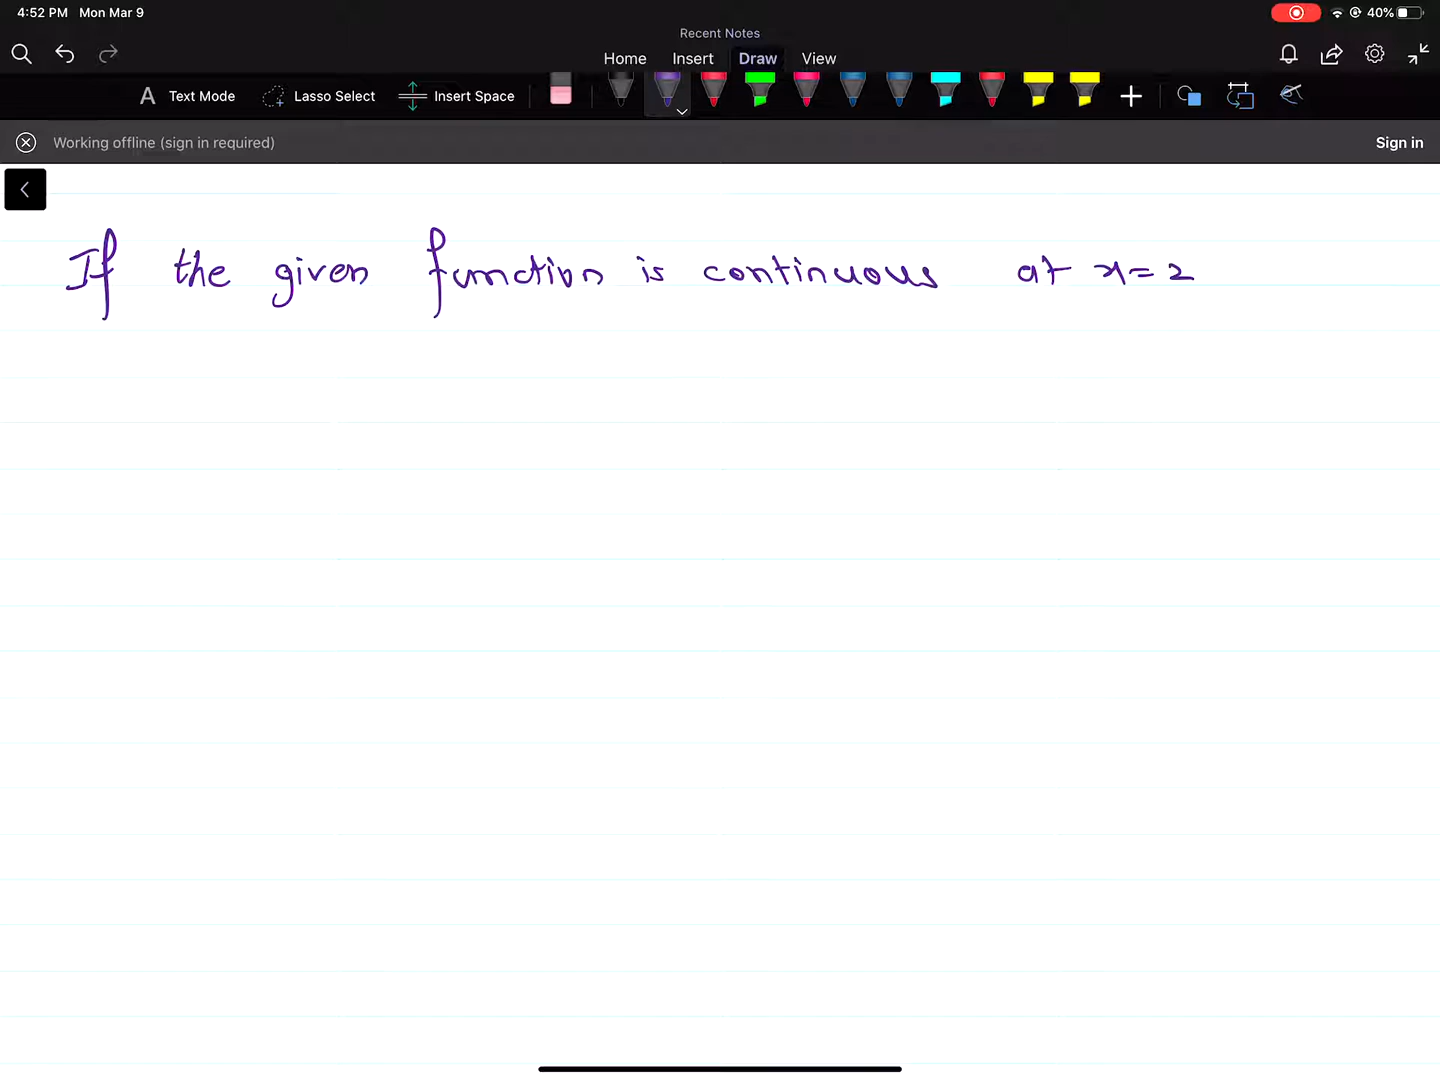 4:52 PM Mon Mar 9
40%
Recent Notes
Home Insert Draw View
A Text Mode Lasso Select Insert Space
Working offline (sign in required)
Sign in
If the given function is continuous at x=2